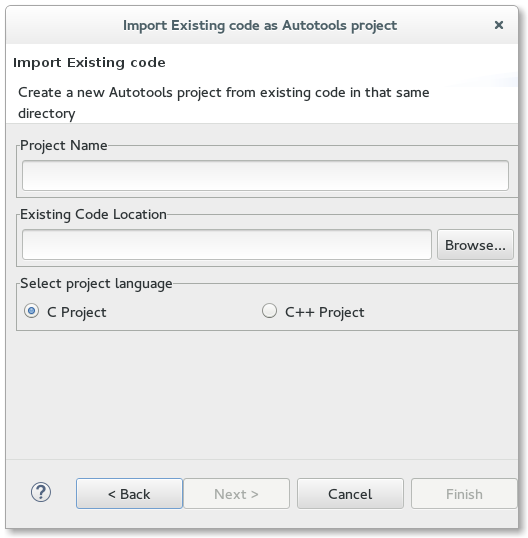 Import Existing code as Autotools project
Import Existing code
Create a new Autotools project from existing code in that same
directory
Project Name
Existing Code Location
Browse...
Select project language
C Project
C++ Project
?
< Back
Next >
Cancel
Finish